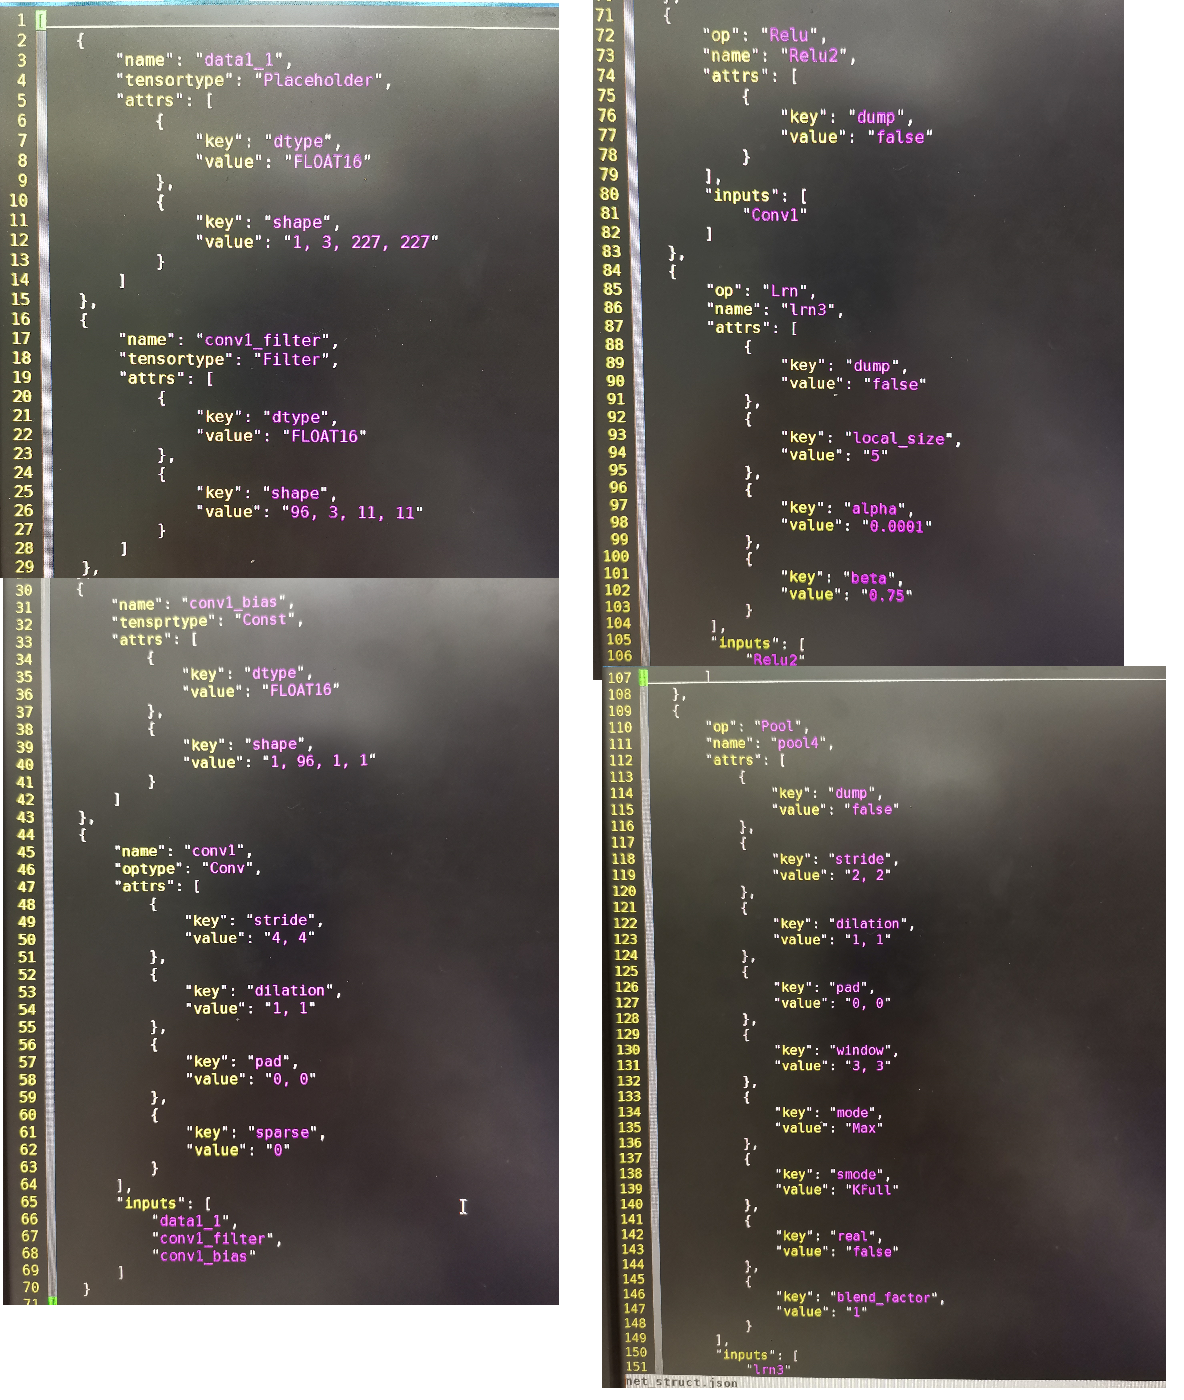 1 [
2 {
3 "name": "data1_1",
4 "tensortype": "Placeholder",
5 "attrs": [
6 {
7 "key": "dtype",
8 "value": "FLOAT16"
9 },
10 {
11 "key": "shape",
12 "value": "1, 3, 227, 227"
13 }
14 ]
15 },
16 {
17 "name": "conv1_filter",
18 "tensortype": "Filter",
19 "attrs": [
20 {
21 "key": "dtype",
22 "value": "FLOAT16"
23 },
24 {
25 "key": "shape",
26 "value": "96, 3, 11, 11"
27 }
28 ]
29 },
30 {
31 "name": "conv1_bias",
32 "tensprtype": "Const",
33 "attrs": [
34 {
35 "key": "dtype",
36 "value": "FLOAT16"
37 },
38 {
39 "key": "shape",
40 "value": "1, 96, 1, 1"
41 }
42 ]
43 },
44 {
45 "name": "conv1",
46 "optype": "Conv",
47 "attrs": [
48 {
49 "key": "stride",
50 "value": "4, 4"
51 },
52 {
53 "key": "dilation",
54 "value": "1, 1"
55 },
56 {
57 "key": "pad",
58 "value": "0, 0"
59 },
60 {
61 "key": "sparse",
62 "value": "0"
63 }
64 ],
65 "inputs": [
66 "data1_1",
67 "conv1_filter",
68 "conv1_bias"
69 ]
70 }
71
71 {
72 "op": "Relu",
73 "name": "Relu2",
74 "attrs": [
75 {
76 "key": "dump",
77 "value": "false"
78 }
79 ],
80 "inputs": [
81 "Conv1"
82 ]
83 },
84 {
85 "op": "Lrn",
86 "name": "lrn3",
87 "attrs": [
88 {
89 "key": "dump",
90 "value": "false"
91 },
92 {
93 "key": "local_size",
94 "value": "5"
95 },
96 {
97 "key": "alpha",
98 "value": "0.0001"
99 },
100 {
101 "key": "beta",
102 "value": "0.75"
103 }
104 ],
105 "inputs": [
106 "Relu2"
107 ]
108 },
109 {
110 "op": "Pool",
111 "name": "pool4",
112 "attrs": [
113 {
114 "key": "dump",
115 "value": "false"
116 },
117 {
118 "key": "stride",
119 "value": "2, 2"
120 },
121 {
122 "key": "dilation",
123 "value": "1, 1"
124 },
125 {
126 "key": "pad",
127 "value": "0, 0"
128 },
129 {
130 "key": "window",
131 "value": "3, 3"
132 },
133 {
134 "key": "mode",
135 "value": "Max"
136 },
137 {
138 "key": "smode",
139 "value": "KFull"
140 },
141 {
142 "key": "real",
143 "value": "false"
144 },
145 {
146 "key": "blend_factor",
147 "value": "1"
148 }
149 ],
150 "inputs": [
151 "lrn3"
net_struct.json